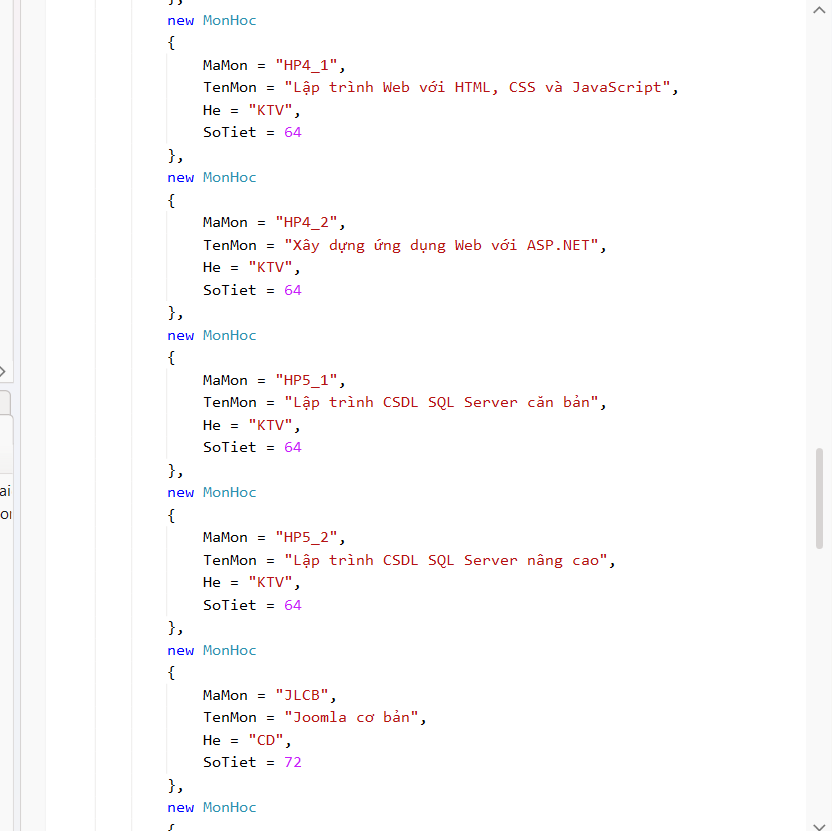 },
new MonHoc
{
MaMon = "HP4_1",
TenMon = "Lập trình Web với HTML, CSS và JavaScript",
He = "KTV",
SoTiet = 64
},
new MonHoc
{
MaMon = "HP4_2",
TenMon = "Xây dựng ứng dụng Web với ASP.NET",
He = "KTV",
SoTiet = 64
},
new MonHoc
{
MaMon = "HP5_1",
TenMon = "Lập trình CSDL SQL Server căn bản",
He = "KTV",
SoTiet = 64
},
new MonHoc
{
MaMon = "HP5_2",
TenMon = "Lập trình CSDL SQL Server nâng cao",
He = "KTV",
SoTiet = 64
},
new MonHoc
{
MaMon = "JLCB",
TenMon = "Joomla cơ bản",
He = "CD",
SoTiet = 72
},
new MonHoc
{